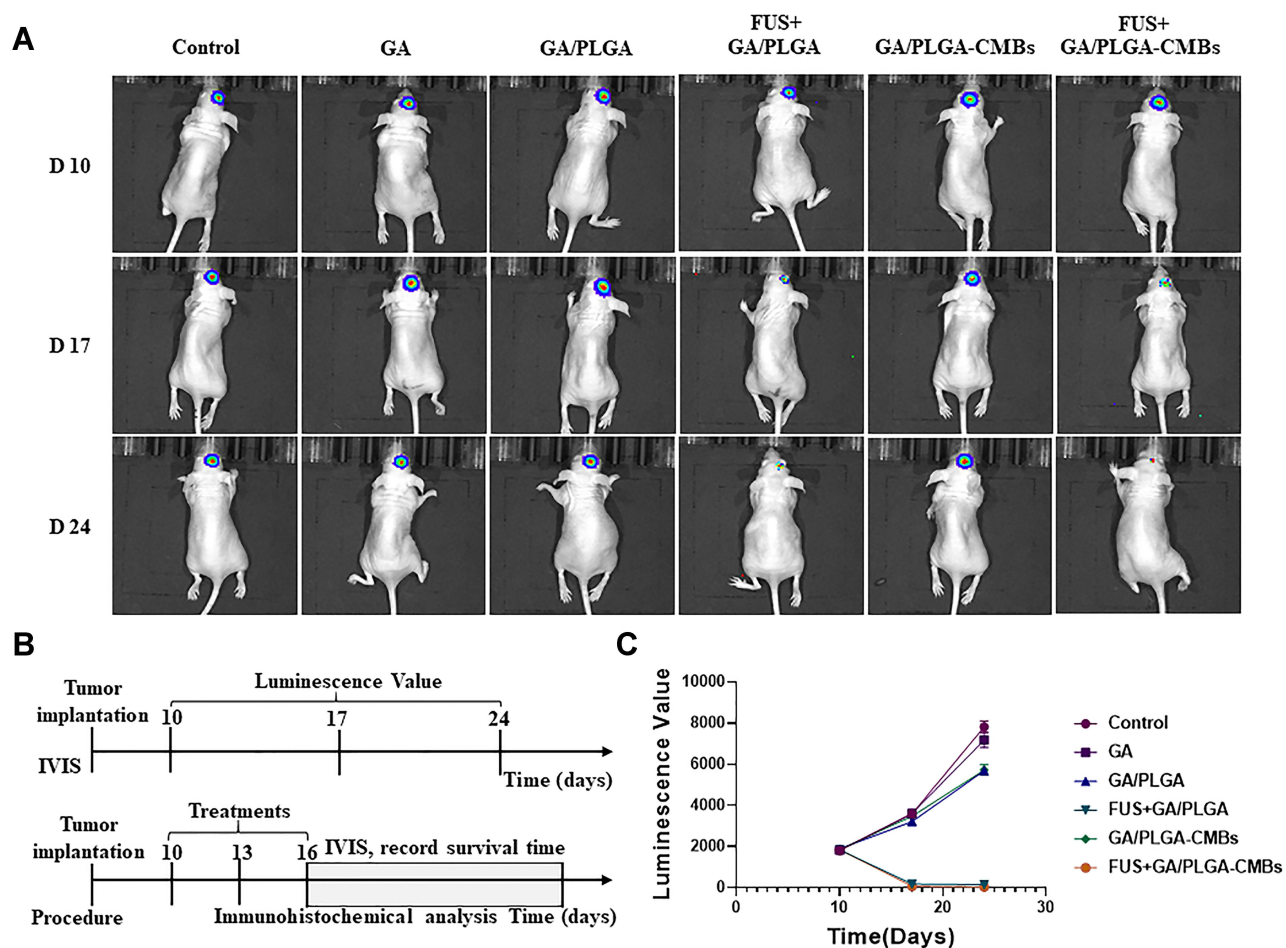 A
Control
GA
GA/PLGA
FUS+
GA/PLGA
GA/PLGA-CMBs
FUS+
GA/PLGA-CMBs
D 10
D 17
D 24
B
Tumor
implantation
Luminescence Value
10
17
24
IVIS
Time (days)
Tumor
implantation
Treatments
10
13
16
IVIS, record survival time
Procedure
Immunohistochemical analysis
Time (days)
C
Luminescence Value
10000
8000
6000
4000
2000
0
0
10
20
30
Time(Days)
Control
GA
GA/PLGA
FUS+GA/PLGA
GA/PLGA-CMBs
FUS+GA/PLGA-CMBs